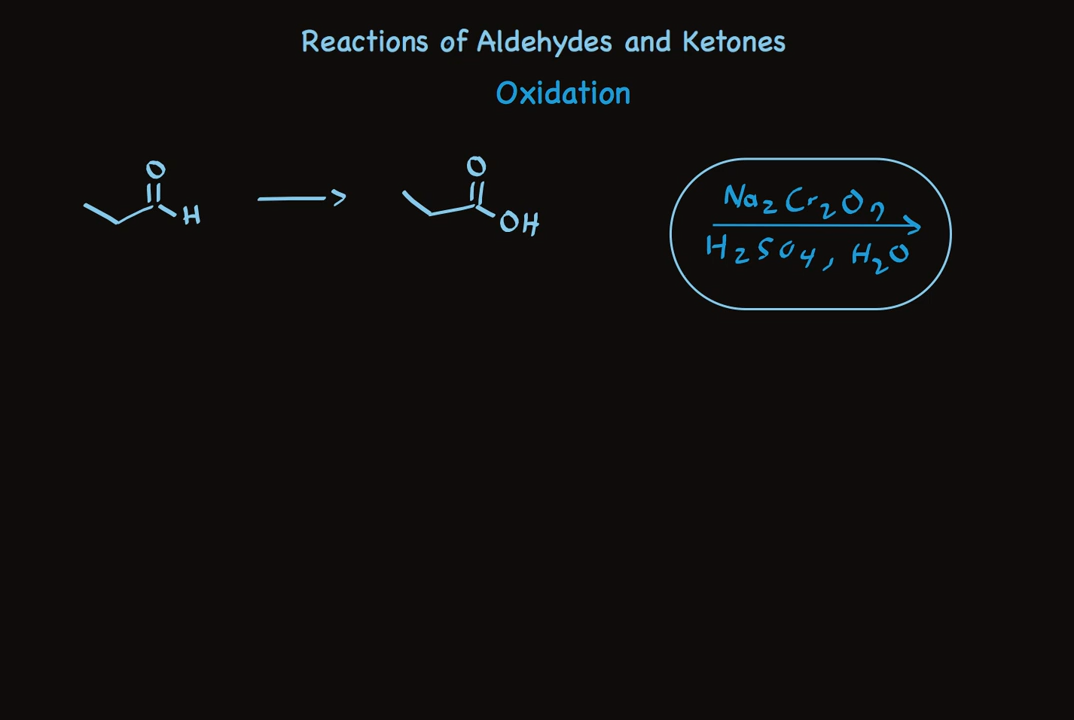 Reactions of Aldehydes and Ketones
Oxidation
O
H
O
OH
Na₂Cr₂O₇
H₂SO₄, H₂O